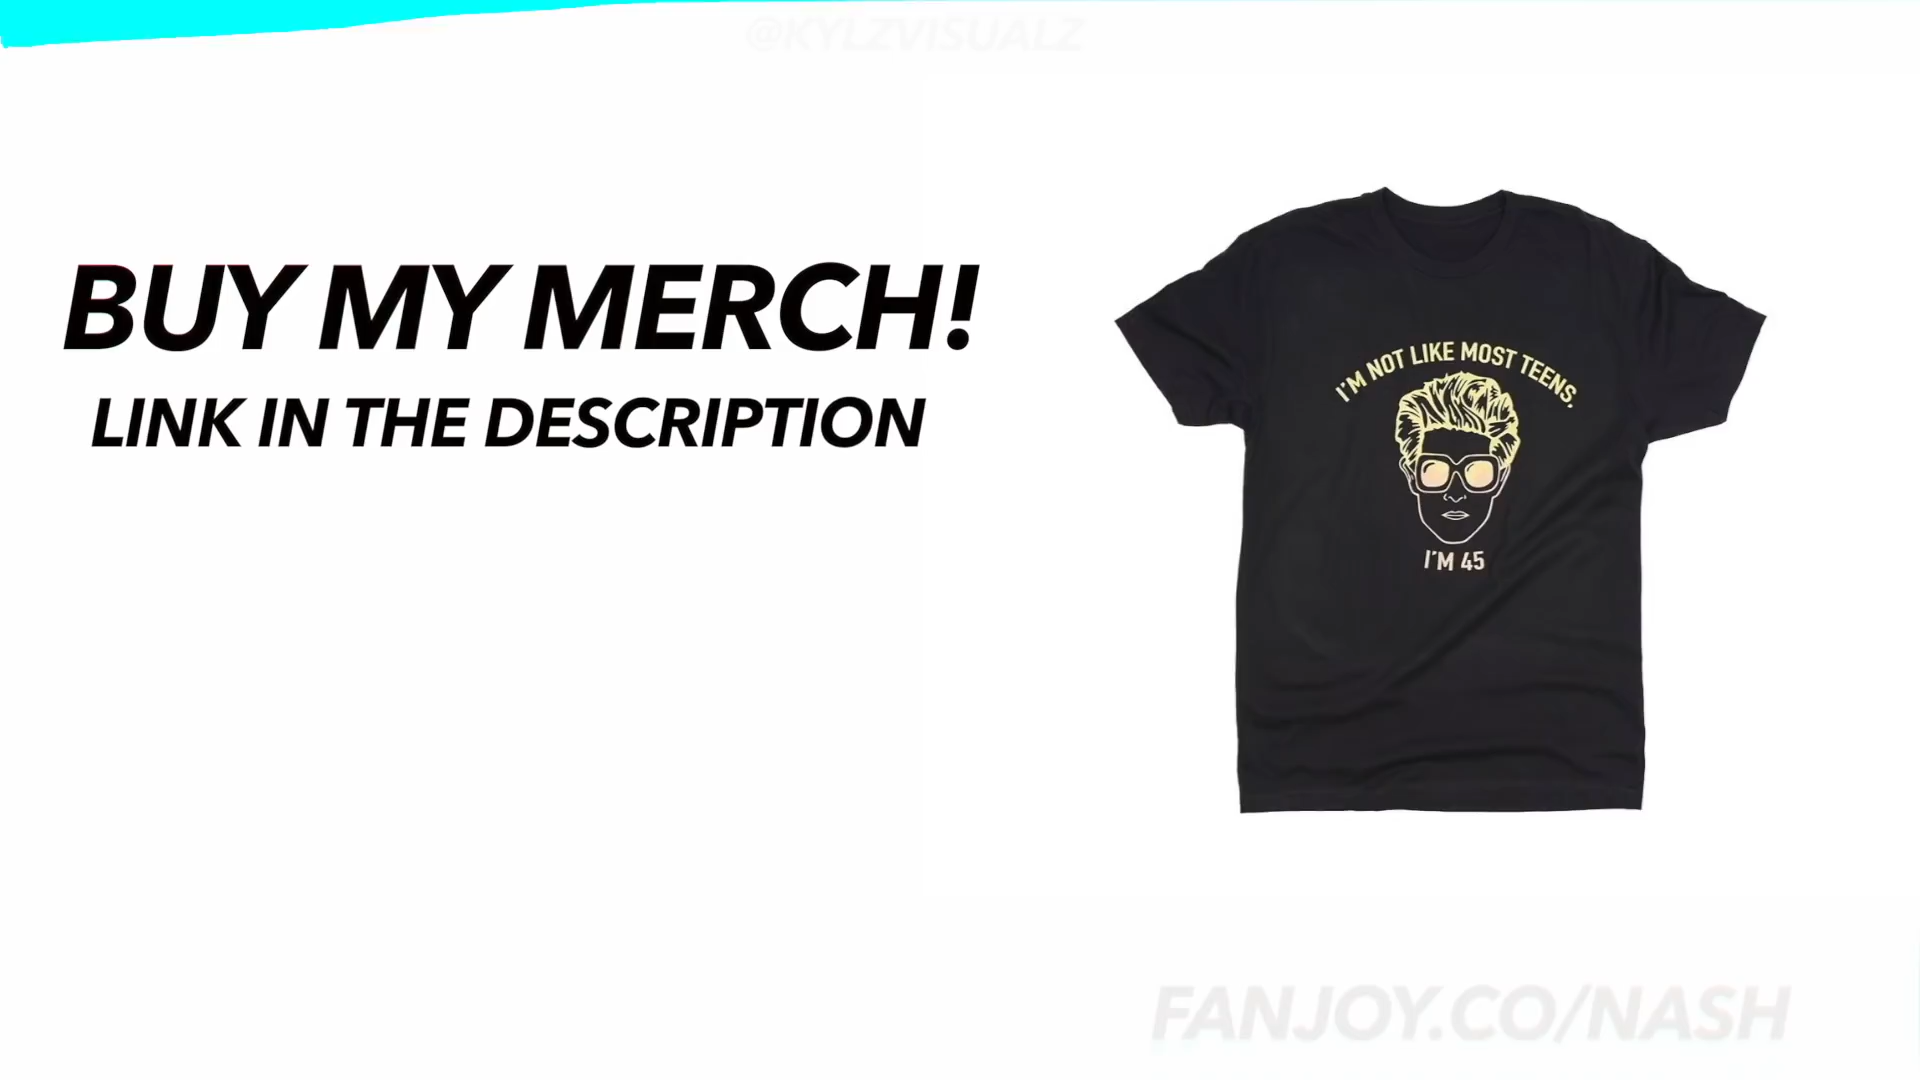 @KYLZVISUALZ
BUY MY MERCH!
LINK IN THE DESCRIPTION
I'M NOT LIKE MOST TEENS.
I'M 45
FANJOY.CO/NASH